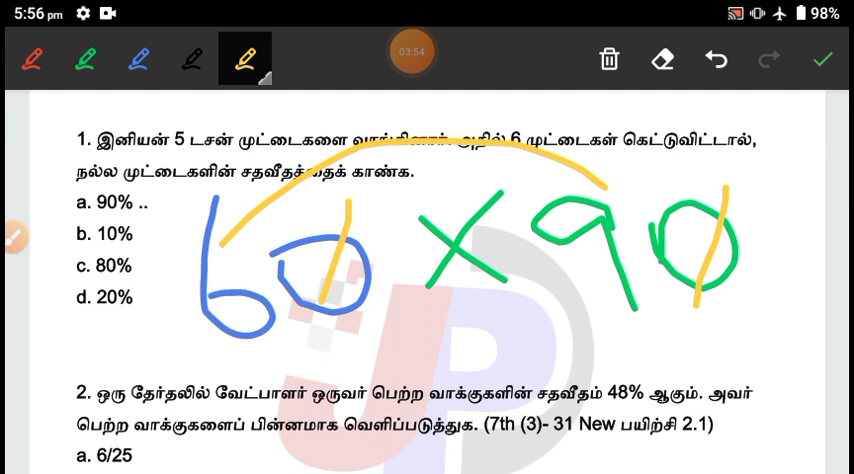 5:56 pm 98%
03:54
1. இனியன் 5 டசன் முட்டைகளை வாங்கினார். அதில் 6 முட்டைகள் கெட்டுவிட்டால்,
நல்ல முட்டைகளின் சதவீதத்தைக் காண்க.
a. 90% ..
b. 10%
c. 80%
d. 20%
60 × 90
JP
2. ஒரு தேர்தலில் வேட்பாளர் ஒருவர் பெற்ற வாக்குகளின் சதவீதம் 48% ஆகும். அவர்
பெற்ற வாக்குகளைப் பின்னமாக வெளிப்படுத்துக. (7th (3)- 31 New பயிற்சி 2.1)
a. 6/25